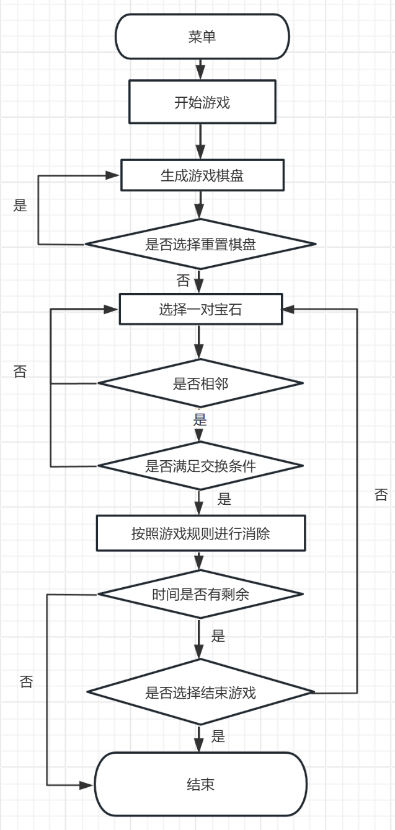 菜单
开始游戏
生成游戏棋盘
是
是否选择重置棋盘
否
选择一对宝石
否
是否相邻
是
是否满足交换条件
是
否
按照游戏规则进行消除
时间是否有剩余
是
否
是否选择结束游戏
是
结束